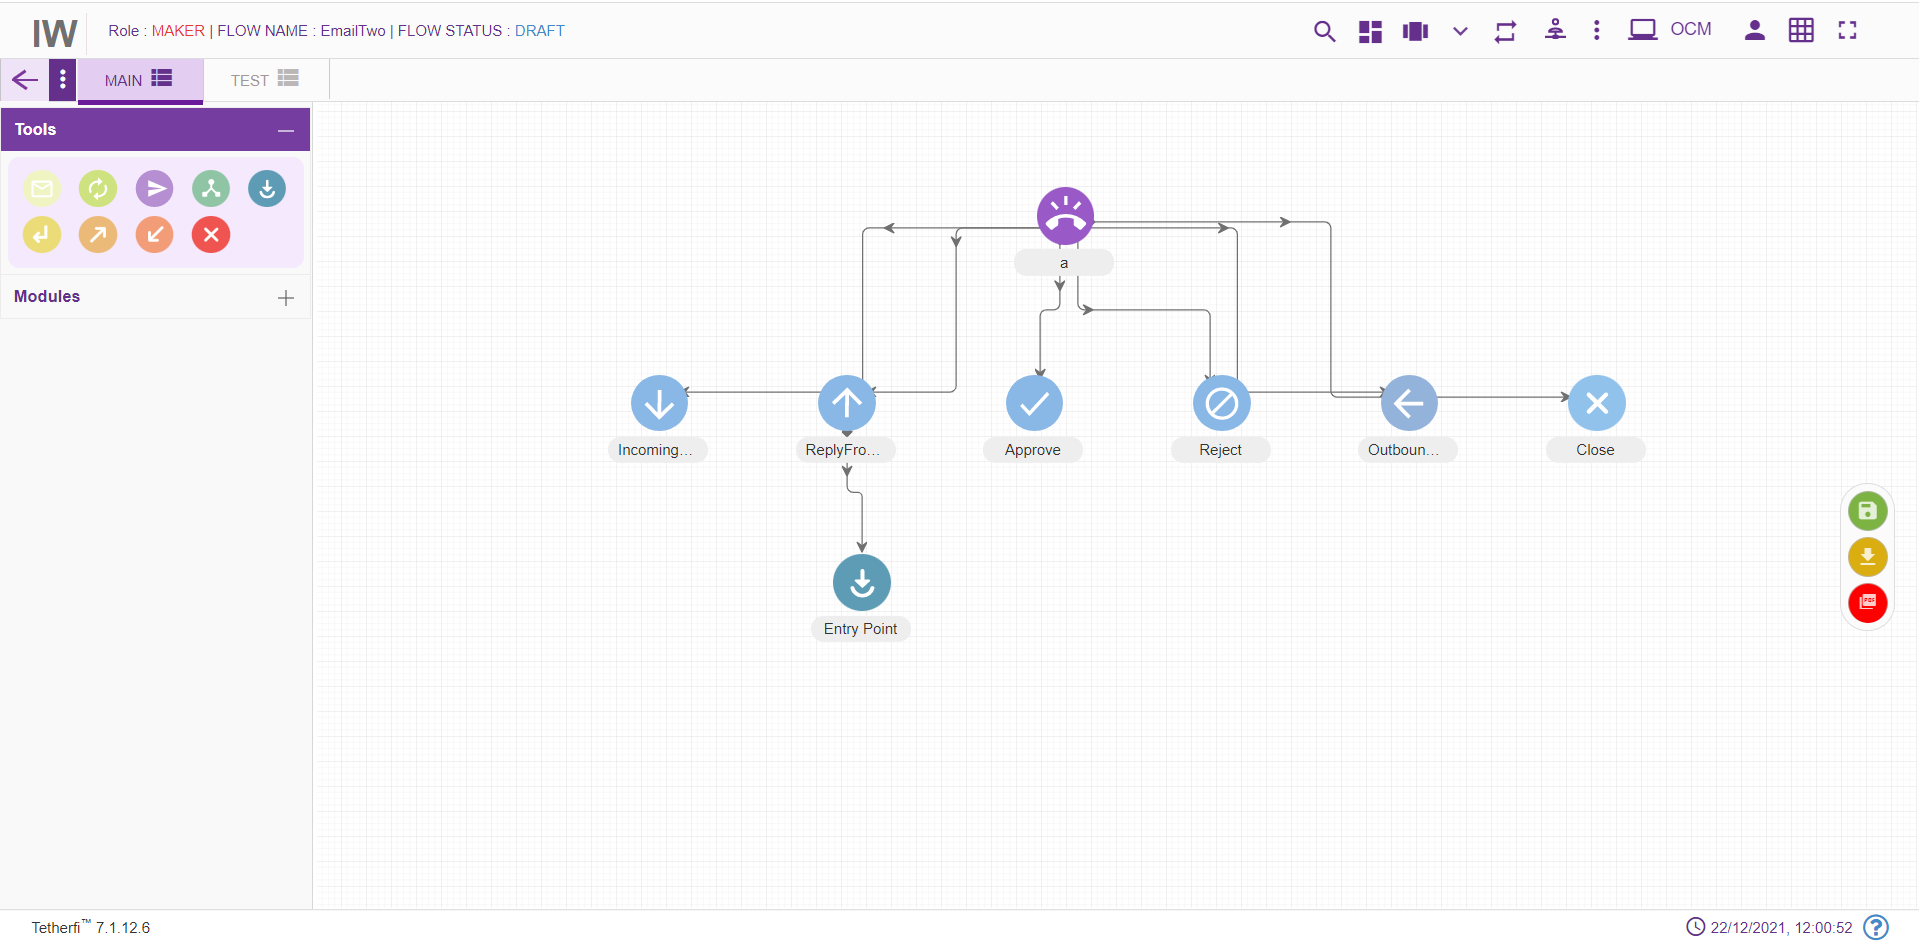 IW
Role : MAKER | FLOW NAME : EmailTwo | FLOW STATUS : DRAFT
OCM
MAIN
TEST
Tools
Modules
a
Incoming...
ReplyFro...
Approve
Reject
Outboun...
Close
Entry Point
PDF
Tetherfi™ 7.1.12.6
22/12/2021, 12:00:52
?